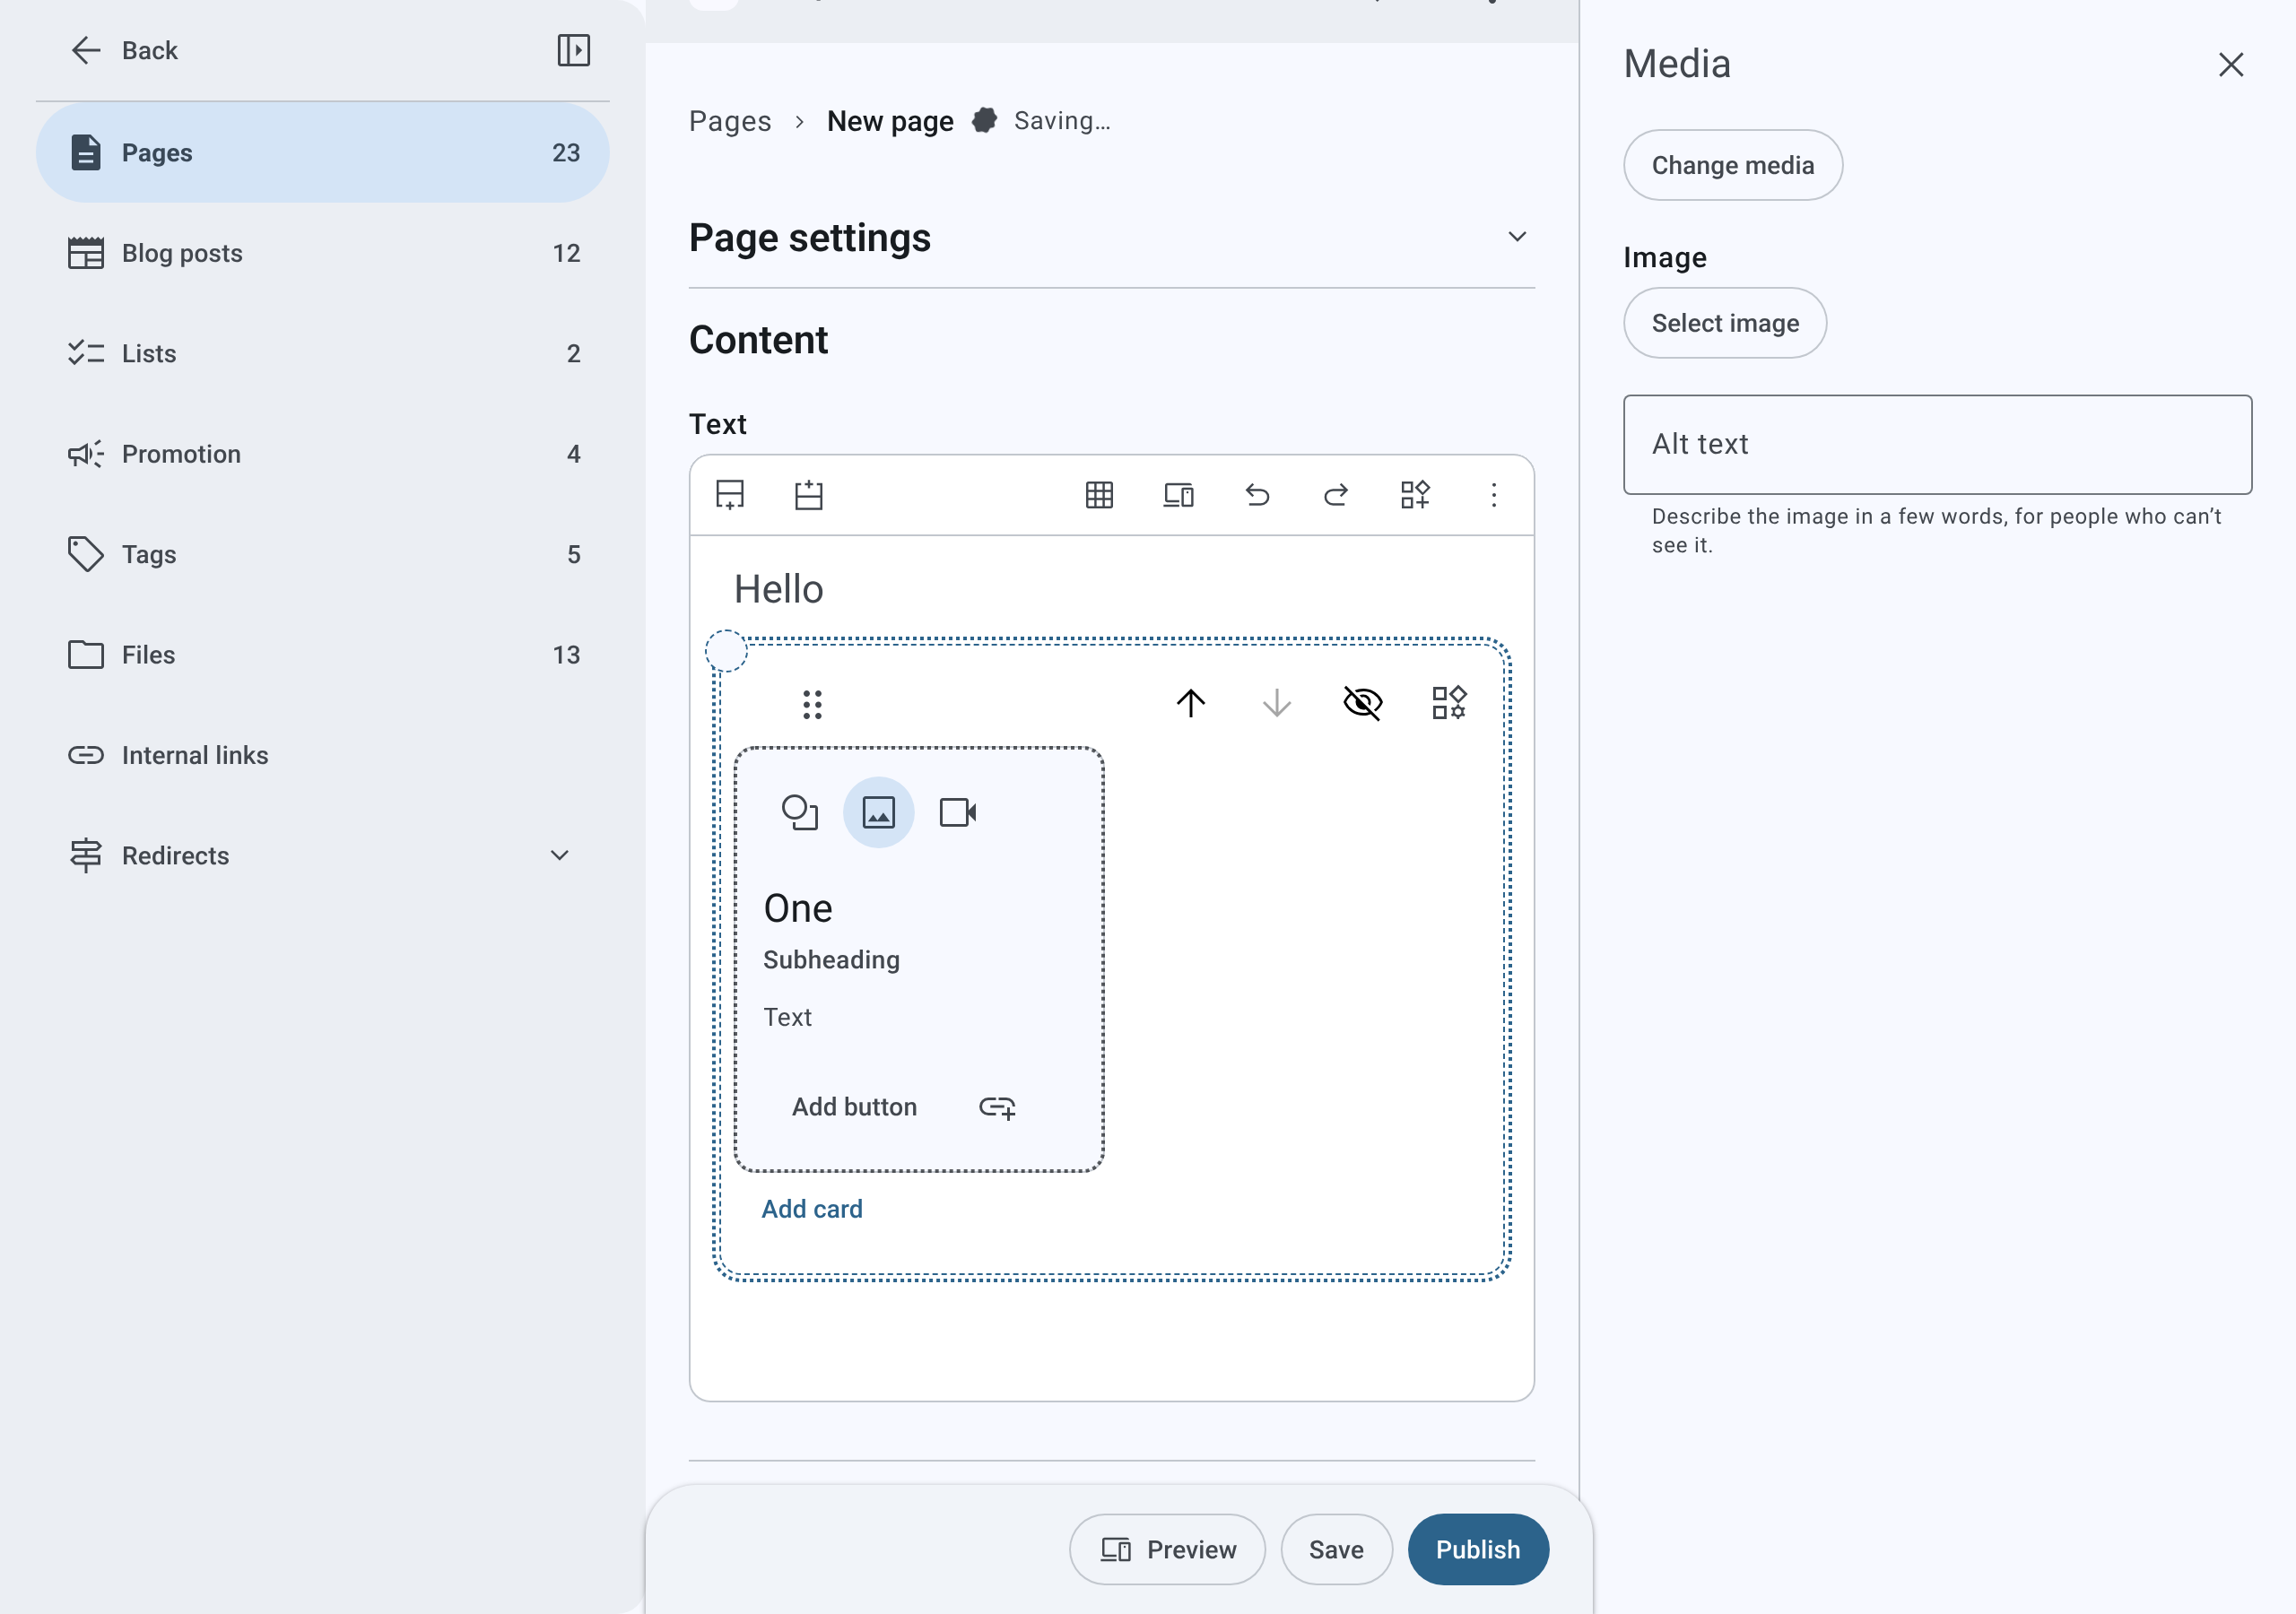 Back
Pages 23
Blog posts 12
Lists 2
Promotion 4
Tags 5
Files 13
Internal links
Redirects
Pages › New page Saving…
Page settings
Content
Text
Hello
One
Subheading
Text
Add button
Add card
Preview Save Publish
Media
Change media
Image
Select image
Alt text
Describe the image in a few words, for people who can’t
see it.